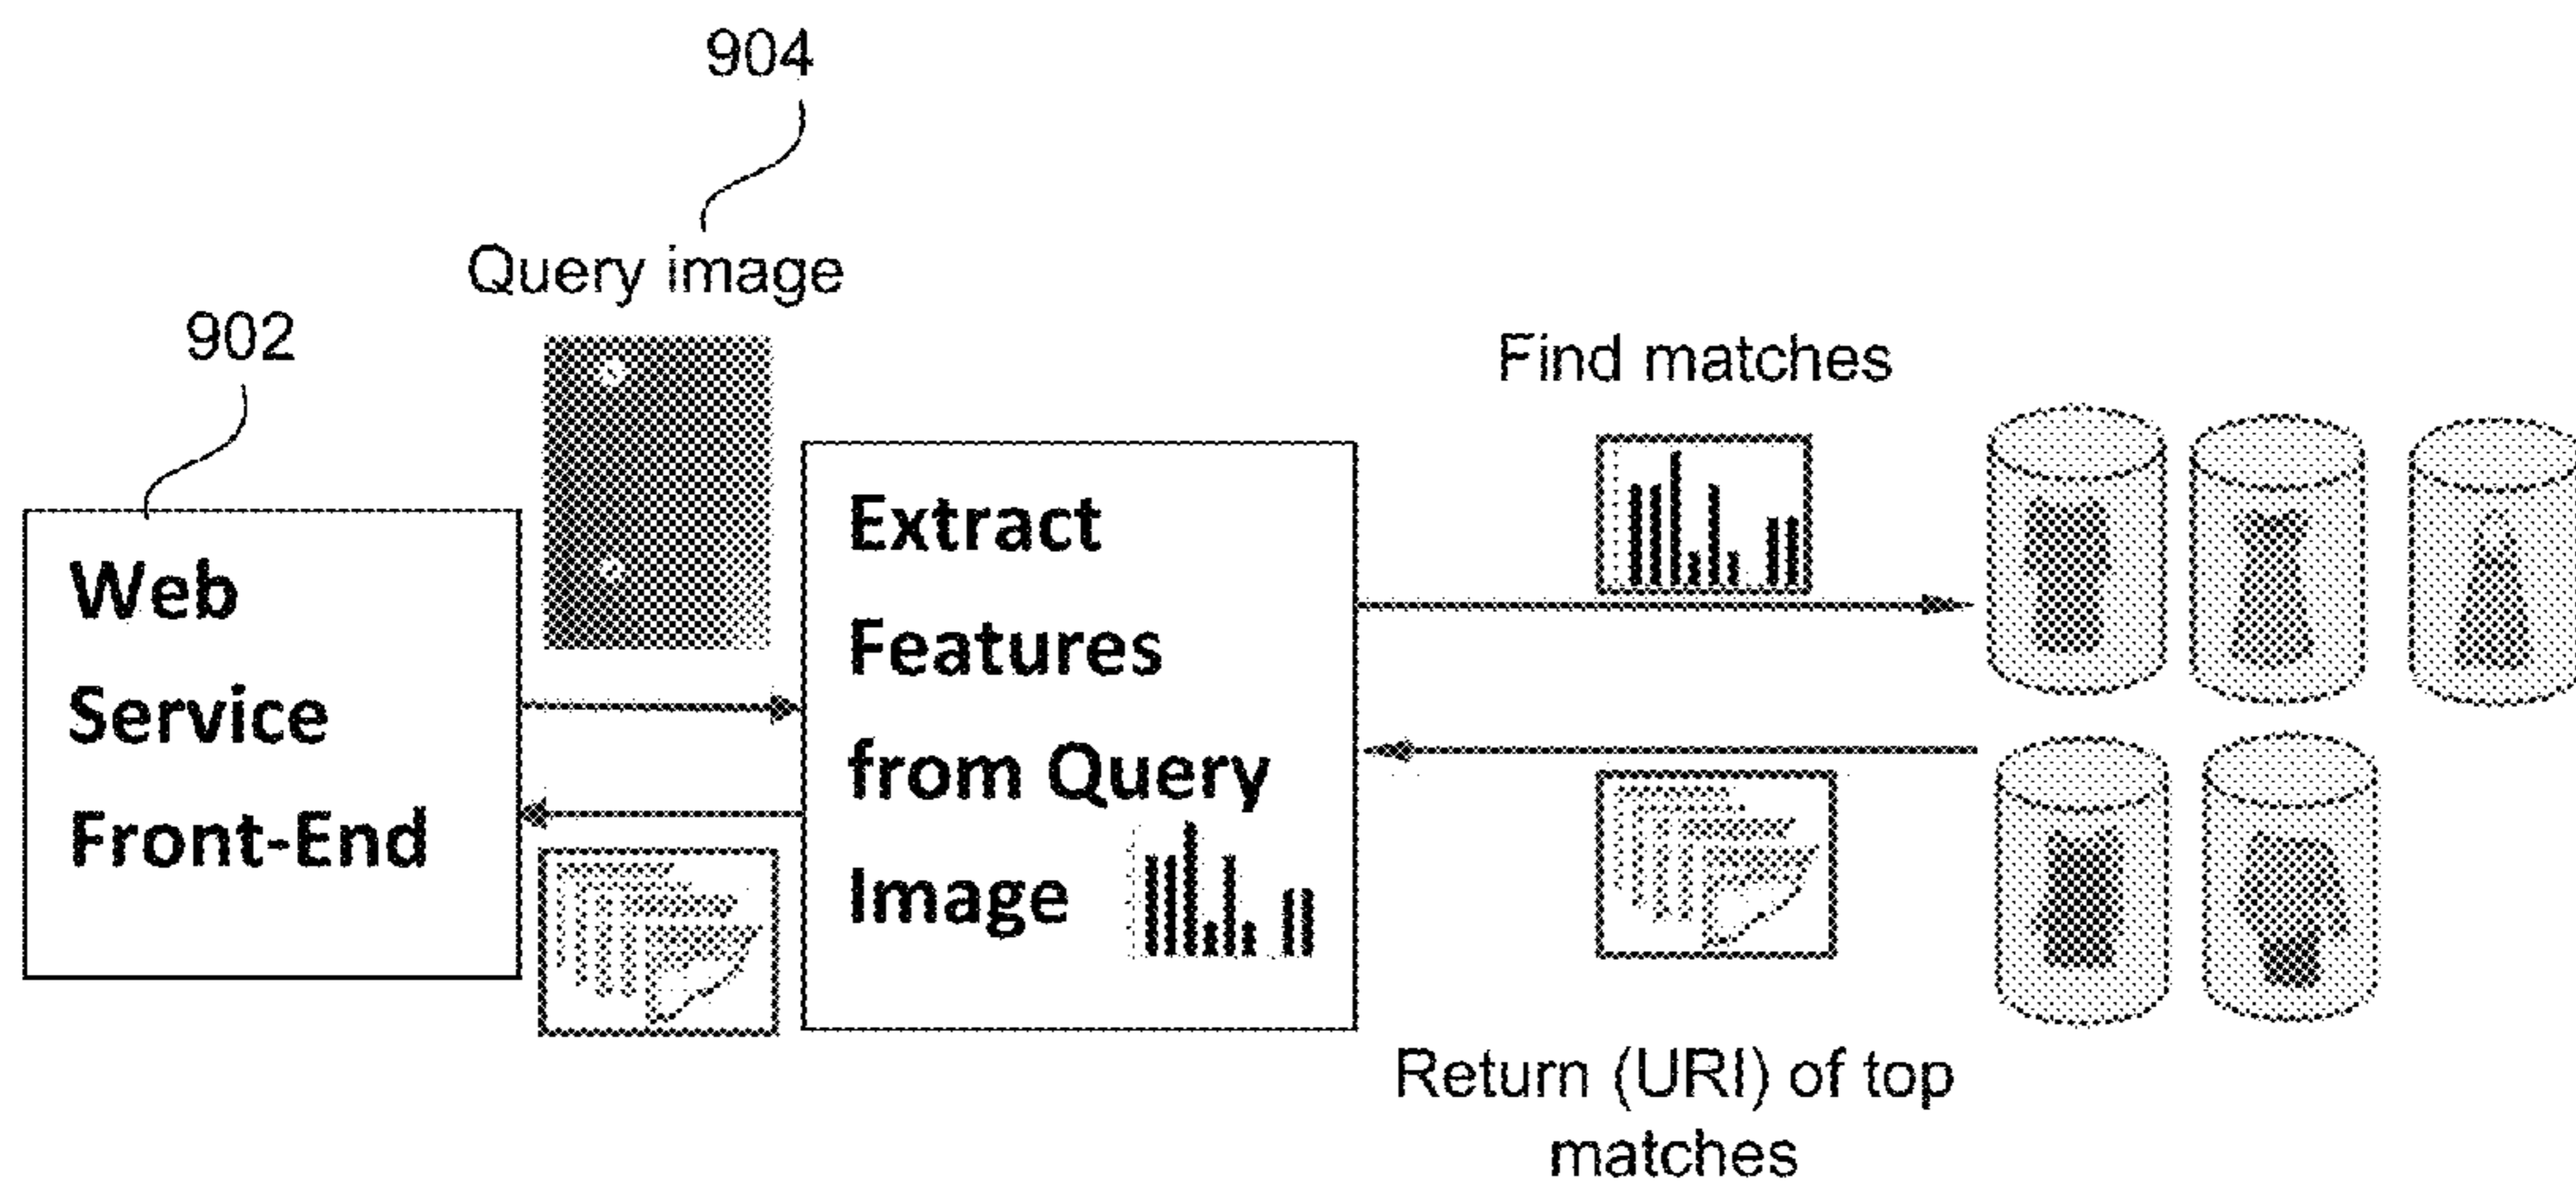 904
Query image
902
Find matches
Web
Service
Front-End
Extract
Features
from Query
Image
Return (URI) of top
matches